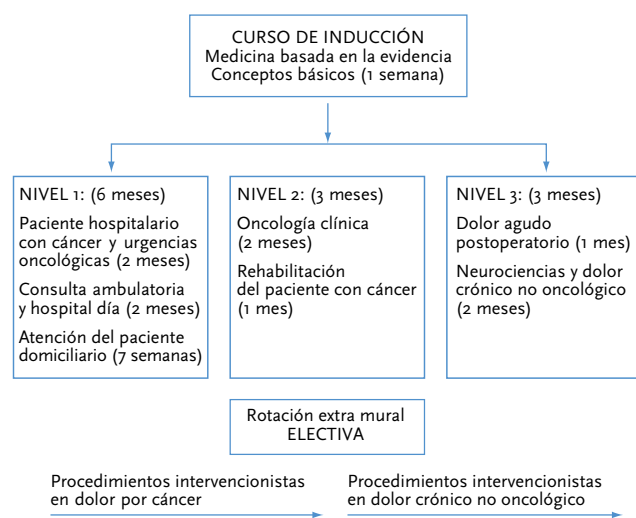 CURSO DE INDUCCIÓN
Medicina basada en la evidencia
Conceptos básicos (1 semana)
NIVEL 1: (6 meses)
Paciente hospitalario
con cáncer y urgencias
oncológicas (2 meses)
Consulta ambulatoria
y hospital día (2 meses)
Atención del paciente
domiciliario (7 semanas)
NIVEL 2: (3 meses)
Oncología clínica
(2 meses)
Rehabilitación
del paciente con cáncer
(1 mes)
NIVEL 3: (3 meses)
Dolor agudo
postoperatorio (1 mes)
Neurociencias y dolor
crónico no oncológico
(2 meses)
Rotación extra mural
ELECTIVA
Procedimientos intervencionistas
en dolor por cáncer
Procedimientos intervencionistas
en dolor crónico no oncológico